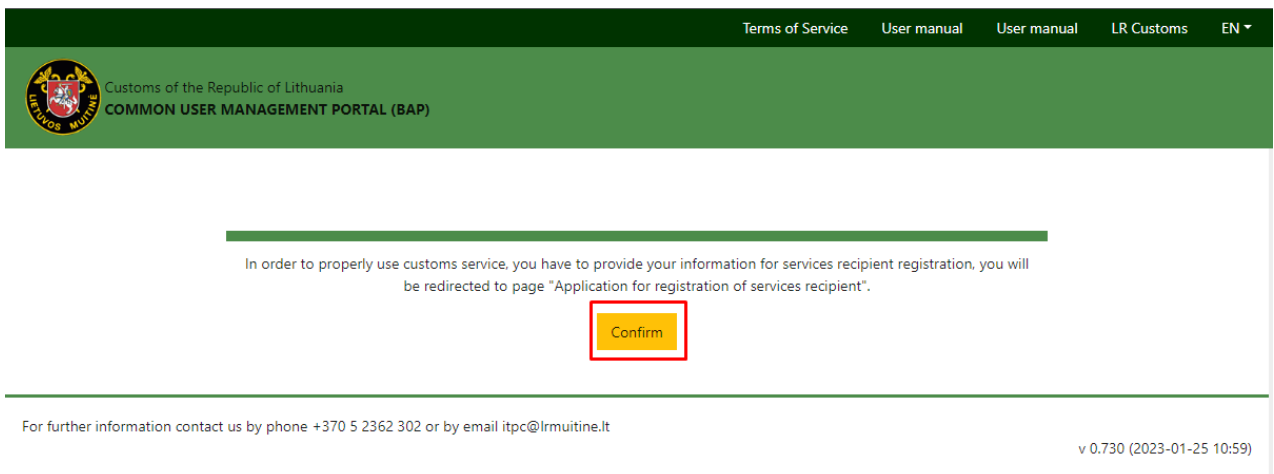 Terms of Service User manual User manual LR Customs EN
LIETUVOS MUITINĖ
Customs of the Republic of Lithuania
COMMON USER MANAGEMENT PORTAL (BAP)
In order to properly use customs service, you have to provide your information for services recipient registration, you will
be redirected to page "Application for registration of services recipient".
Confirm
For further information contact us by phone +370 5 2362 302 or by email itpc@lrmuitine.lt
v 0.730 (2023-01-25 10:59)